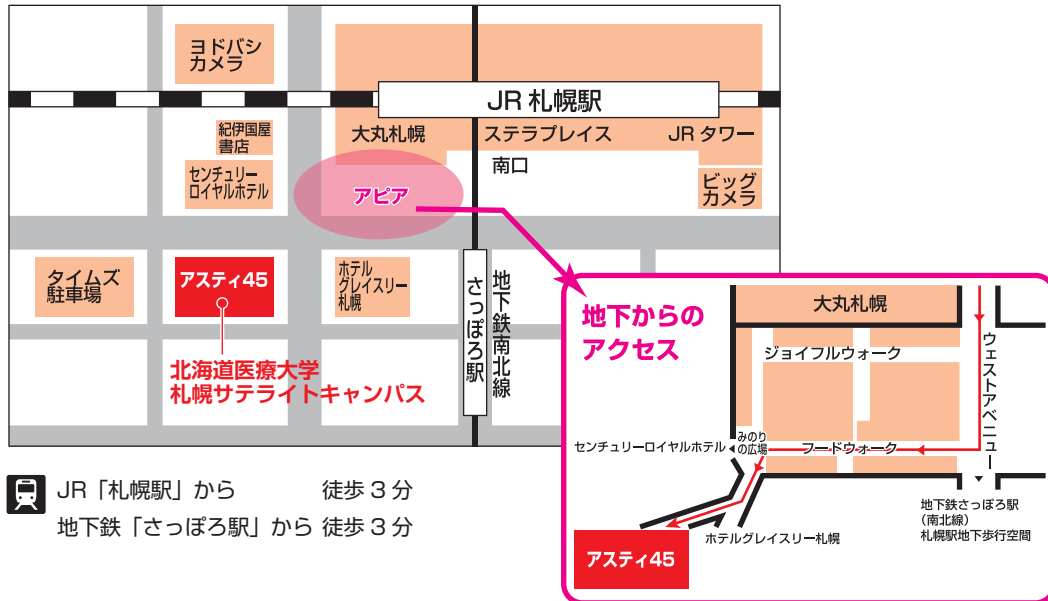 ヨドバシ
カメラ
JR 札幌駅
紀伊国屋
書店
大丸札幌
ステラプレイス
JR タワー
センチュリー
ロイヤルホテル
アピア
南口
ビッグ
カメラ
タイムズ
駐車場
アスティ45
ホテル
グレイスリー
札幌
さっぽろ駅
地下鉄南北線
北海道医療大学
札幌サテライトキャンパス
JR「札幌駅」から 徒歩 3 分
地下鉄「さっぽろ駅」から 徒歩 3 分
地下からの
アクセス
大丸札幌
ジョイフルウォーク
ウェストアベニュー
センチュリーロイヤルホテル
みのり
の広場
フードウォーク
地下鉄さっぽろ駅
(南北線)
札幌駅地下歩行空間
ホテルグレイスリー札幌
アスティ45